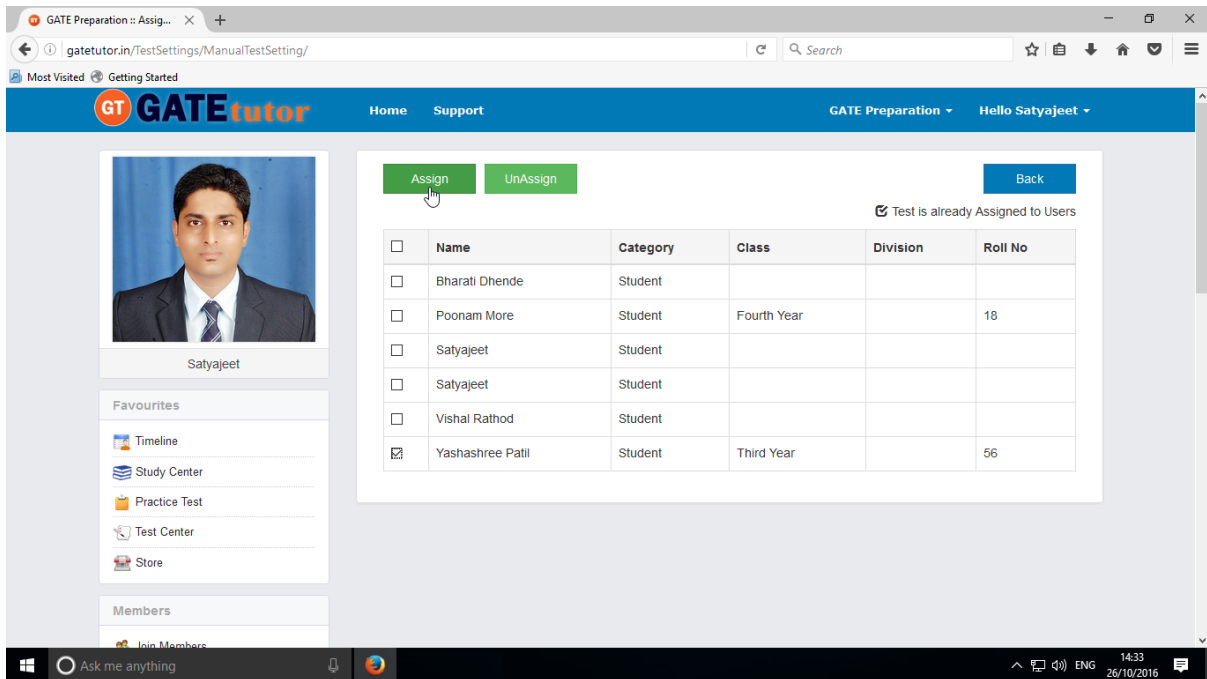 GATE Preparation :: Assig...
gatetutor.in/TestSettings/ManualTestSetting/
Search
Most Visited Getting Started
GT GATEtutor Home Support GATE Preparation Hello Satyajeet
Assign UnAssign Back
Test is already Assigned to Users
Name Category Class Division Roll No
Bharati Dhende Student
Poonam More Student Fourth Year 18
Satyajeet Student
Satyajeet Student
Vishal Rathod Student
Yashashree Patil Student Third Year 56
Satyajeet
Favourites
Timeline
Study Center
Practice Test
Test Center
Store
Members
Join Members
Ask me anything
ENG
14:33
26/10/2016